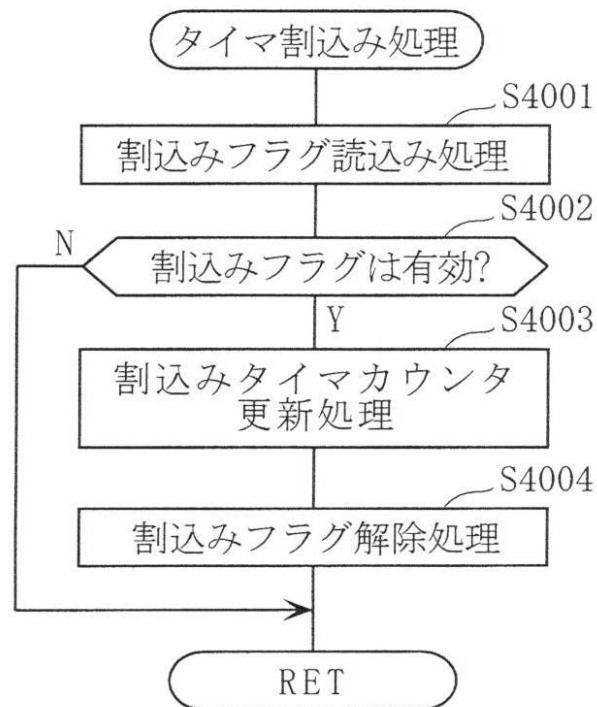 タイマ割込み処理
S4001
割込みフラグ読込み処理
S4002
N
割込みフラグは有効?
Y
S4003
割込みタイマカウンタ
更新処理
S4004
割込みフラグ解除処理
RET